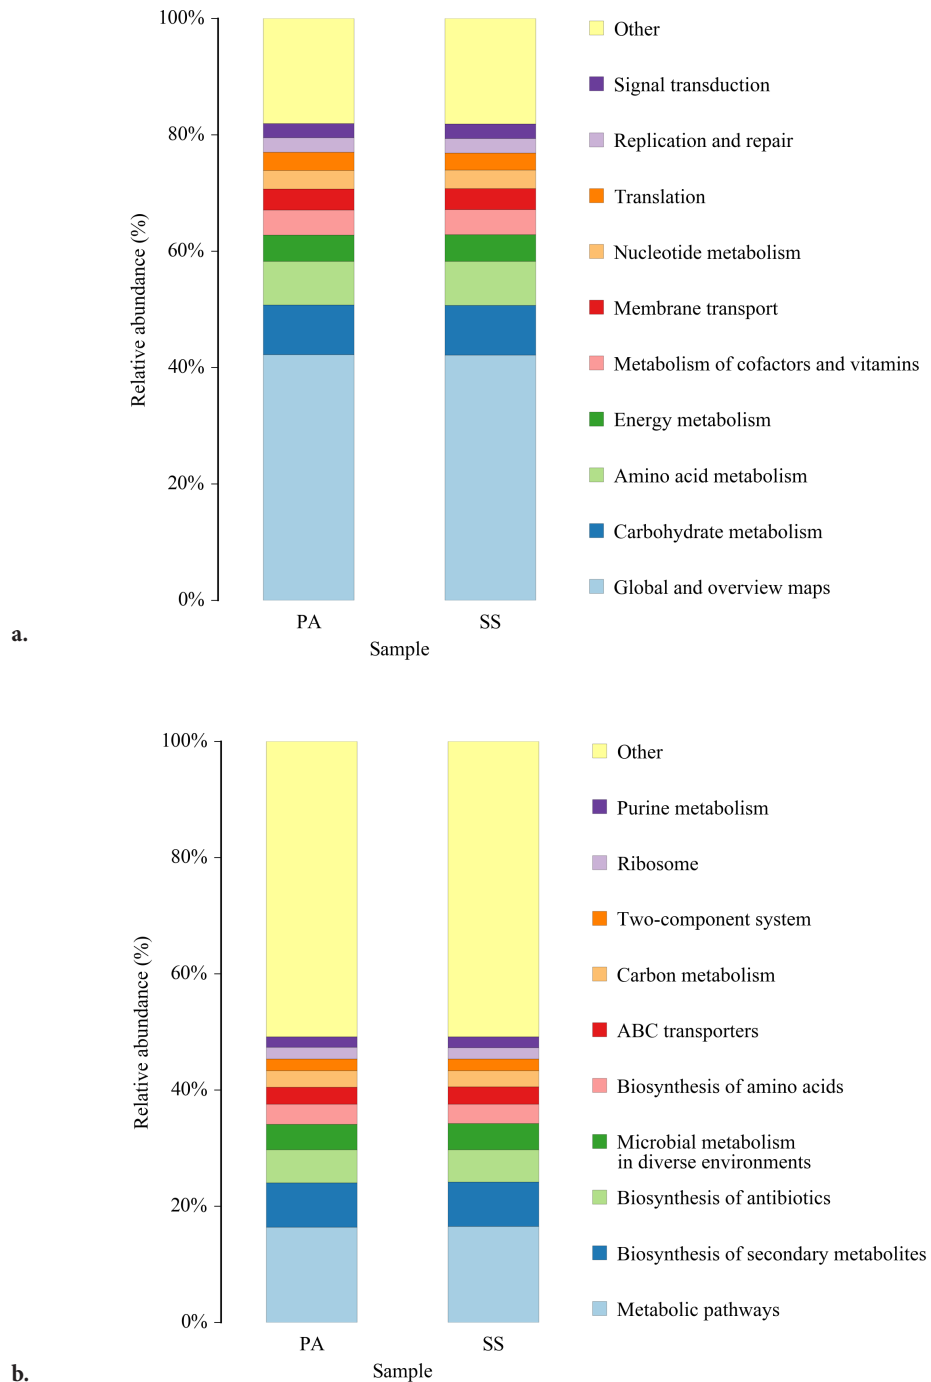 100%
80%
60%
40%
20%
0%
Relative abundance (%)
PA
SS
Sample
Other
Signal transduction
Replication and repair
Translation
Nucleotide metabolism
Membrane transport
Metabolism of cofactors and vitamins
Energy metabolism
Amino acid metabolism
Carbohydrate metabolism
Global and overview maps
a.
100%
80%
60%
40%
20%
0%
Relative abundance (%)
PA
SS
Sample
Other
Purine metabolism
Ribosome
Two-component system
Carbon metabolism
ABC transporters
Biosynthesis of amino acids
Microbial metabolism
in diverse environments
Biosynthesis of antibiotics
Biosynthesis of secondary metabolites
Metabolic pathways
b.